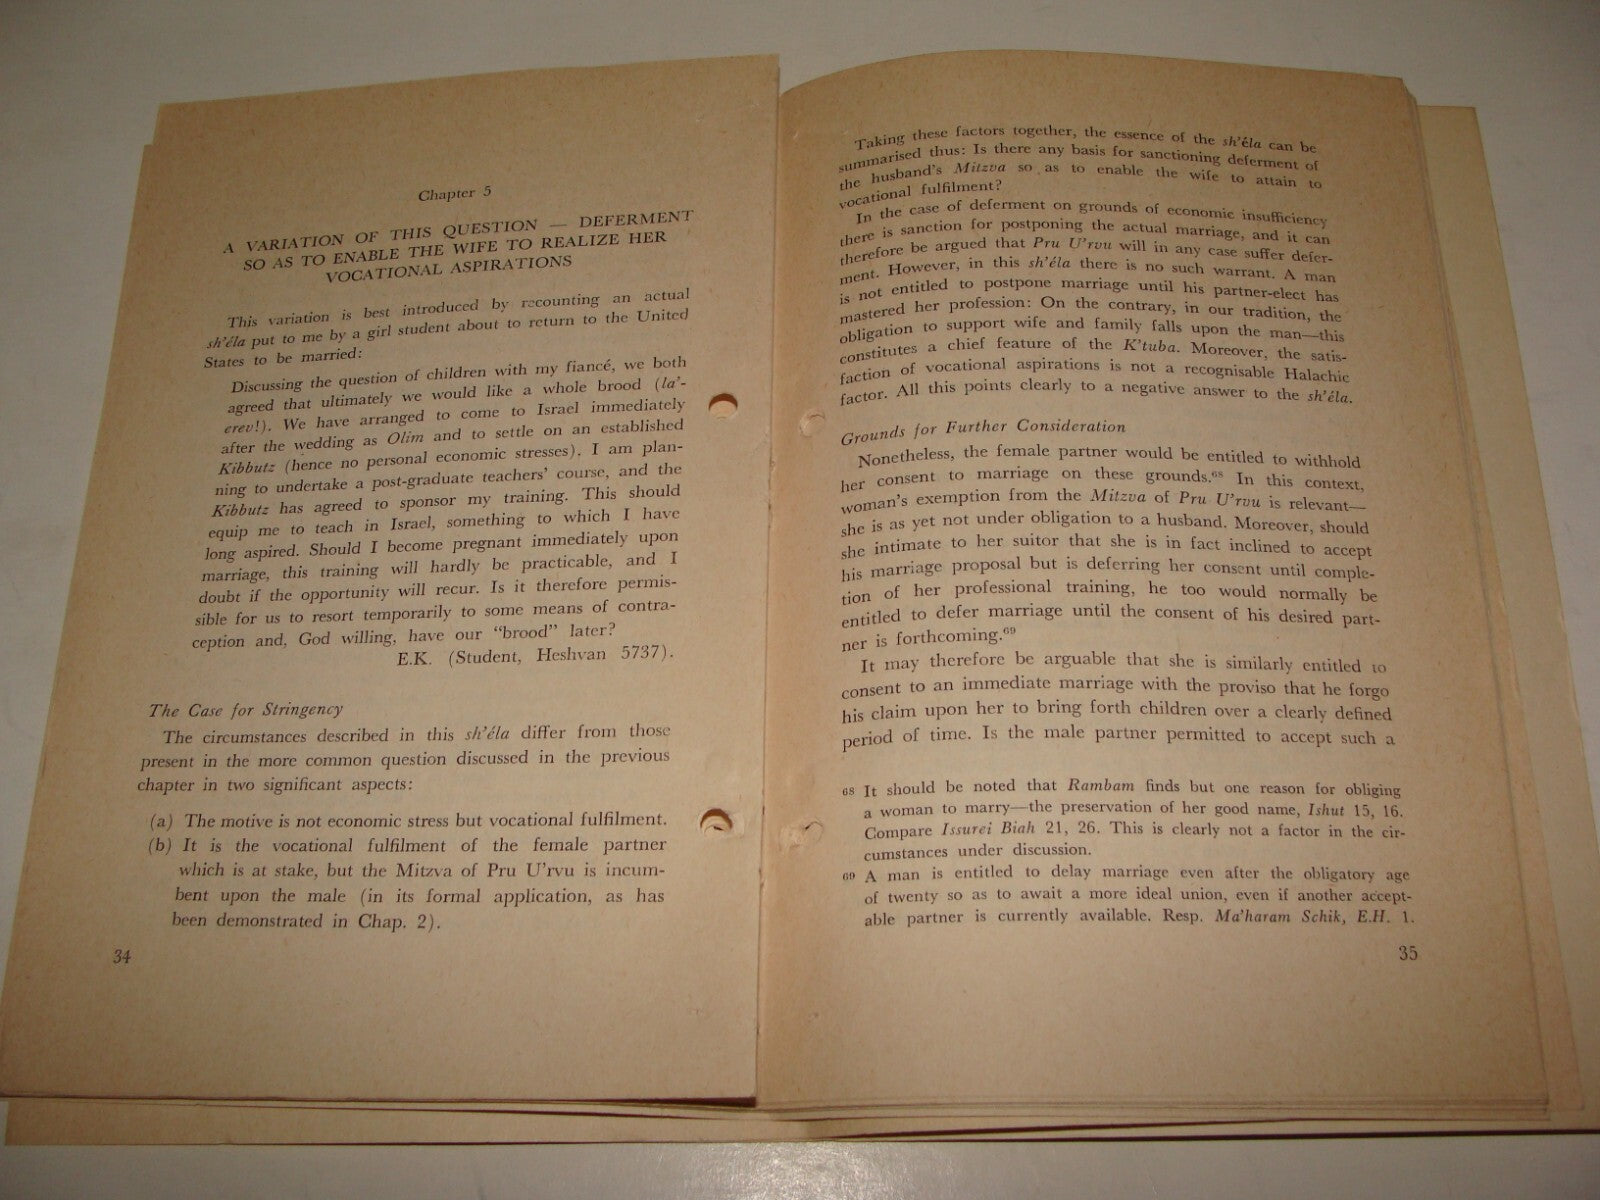 Chapter 5
A VARIATION OF THIS QUESTION — DEFERMENT
SO AS TO ENABLE THE WIFE TO REALIZE HER
VOCATIONAL ASPIRATIONS
This variation is best introduced by recounting an actual
sh'éla put to me by a girl student about to return to the United
States to be married:
Discussing the question of children with my fiancé, we both
agreed that ultimately we would like a whole brood (la'-
erev!). We have arranged to come to Israel immediately
after the wedding as Olim and to settle on an established
Kibbutz (hence no personal economic stresses). I am plan-
ning to undertake a post-graduate teachers' course, and the
Kibbutz has agreed to sponsor my training. This should
equip me to teach in Israel, something to which I have
long aspired. Should I become pregnant immediately upon
marriage, this training will hardly be practicable, and I
doubt if the opportunity will recur. Is it therefore permis-
sible for us to resort temporarily to some means of contra-
ception and, God willing, have our "brood" later?
E.K. (Student, Heshvan 5737).
The Case for Stringency
The circumstances described in this sh'éla differ from those
present in the more common question discussed in the previous
chapter in two significant aspects:
(a) The motive is not economic stress but vocational fulfilment.
(b) It is the vocational fulfilment of the female partner
which is at stake, but the Mitzva of Pru U'rvu is incum-
bent upon the male (in its formal application, as has
been demonstrated in Chap. 2).
34
Taking these factors together, the essence of the sh'éla can be
summarised thus: Is there any basis for sanctioning deferment of
the husband's Mitzva so as to enable the wife to attain to
vocational fulfilment?
In the case of deferment on grounds of economic insufficiency
there is sanction for postponing the actual marriage, and it can
therefore be argued that Pru U'rvu will in any case suffer defer-
ment. However, in this sh'éla there is no such warrant. A man
is not entitled to postpone marriage until his partner-elect has
mastered her profession: On the contrary, in our tradition, the
obligation to support wife and family falls upon the man—this
constitutes a chief feature of the K'tuba. Moreover, the satis-
faction of vocational aspirations is not a recognisable Halachic
factor. All this points clearly to a negative answer to the sh'éla.
Grounds for Further Consideration
Nonetheless, the female partner would be entitled to withhold
her consent to marriage on these grounds.68 In this context,
woman's exemption from the Mitzva of Pru U'rvu is relevant—
she is as yet not under obligation to a husband. Moreover, should
she intimate to her suitor that she is in fact inclined to accept
his marriage proposal but is deferring her consent until comple-
tion of her professional training, he too would normally be
entitled to defer marriage until the consent of his desired part-
ner is forthcoming.69
It may therefore be arguable that she is similarly entitled to
consent to an immediate marriage with the proviso that he forgo
his claim upon her to bring forth children over a clearly defined
period of time. Is the male partner permitted to accept such a
68 It should be noted that Rambam finds but one reason for obliging
a woman to marry—the preservation of her good name, Ishut 15, 16.
Compare Issurei Biah 21, 26. This is clearly not a factor in the cir-
cumstances under discussion.
69 A man is entitled to delay marriage even after the obligatory age
of twenty so as to await a more ideal union, even if another accept-
able partner is currently available. Resp. Ma'haram Schik, E.H. 1.
35